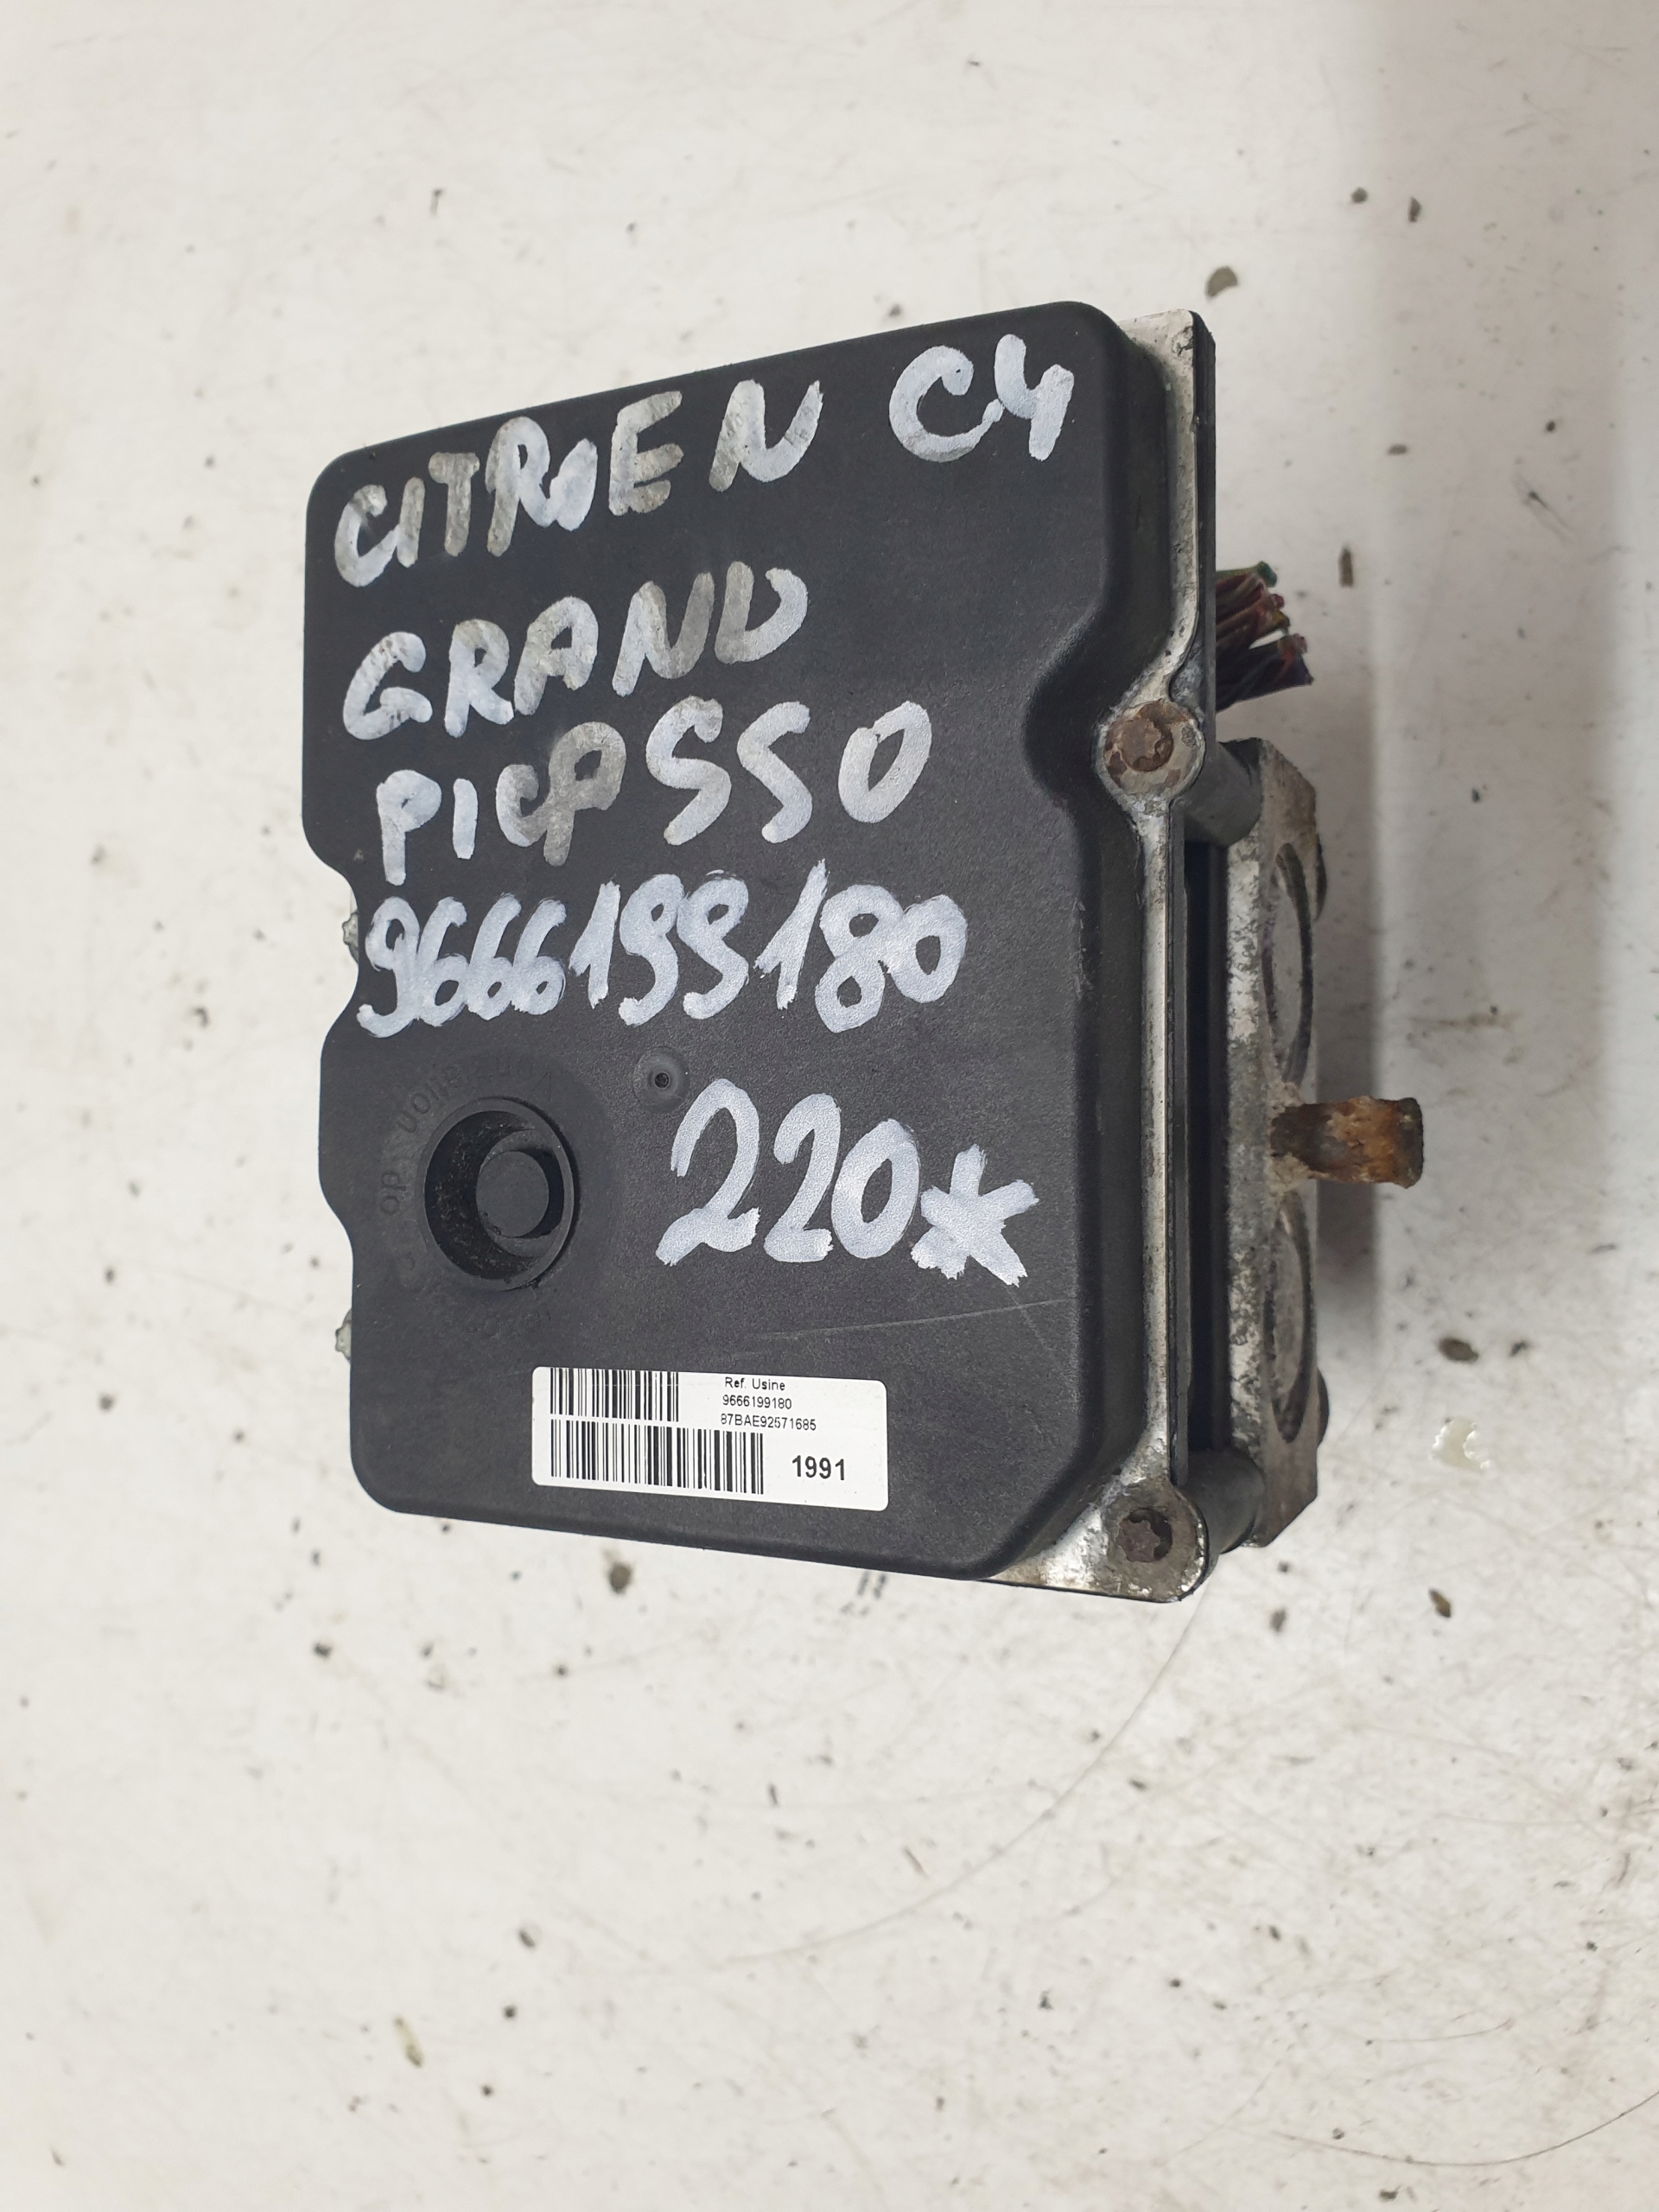 CITROEN C4
GRAND
PICASSO
9666199180
220*
Ref. Usine
9666199180
87BAE92571685
1991